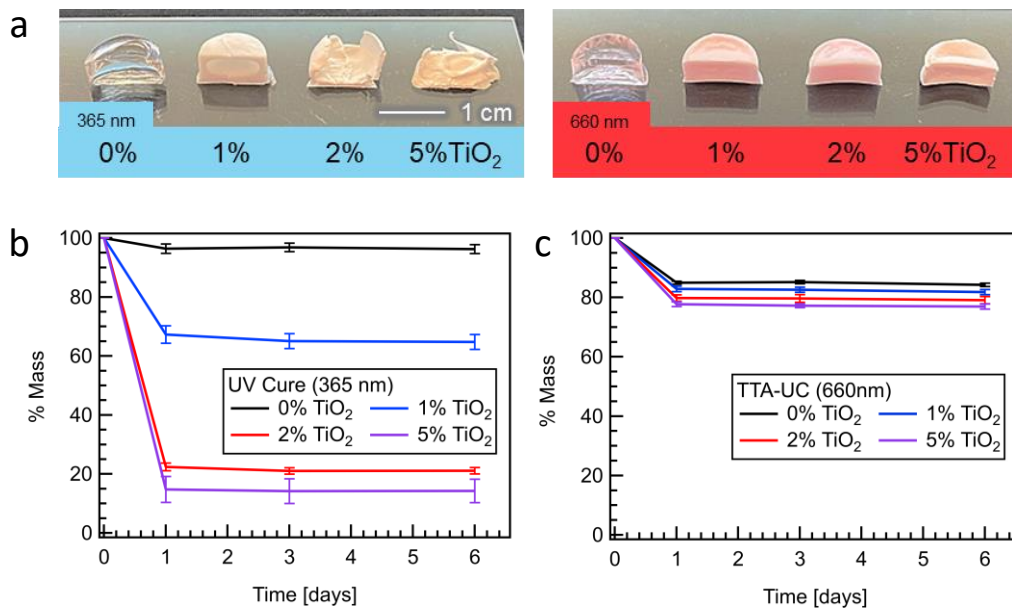 a
1 cm
365 nm
0% 1% 2% 5%TiO2
660 nm
0% 1% 2% 5%TiO2
b
% Mass
100
80
60
40
20
0
UV Cure (365 nm)
0% TiO2 1% TiO2
2% TiO2 5% TiO2
0 1 2 3 4 5 6
Time [days]
c
% Mass
100
80
60
40
20
0
TTA-UC (660nm)
0% TiO2 1% TiO2
2% TiO2 5% TiO2
0 1 2 3 4 5 6
Time [days]